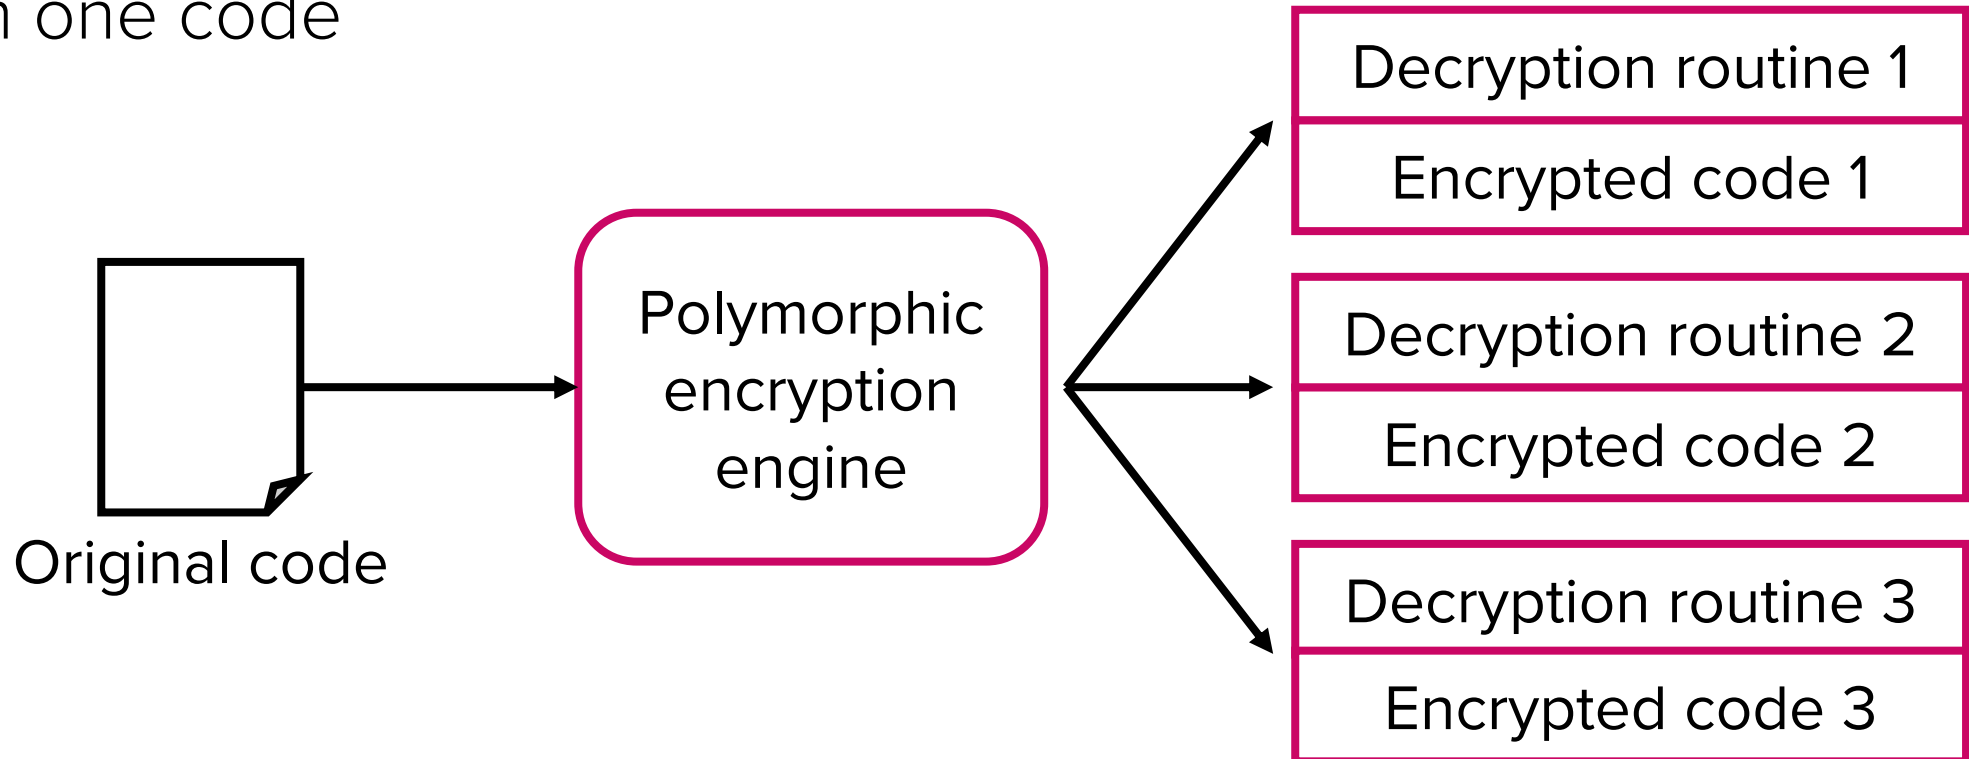 one code
Original code
Polymorphic
encryption
engine
Decryption routine 1
Encrypted code 1
Decryption routine 2
Encrypted code 2
Decryption routine 3
Encrypted code 3